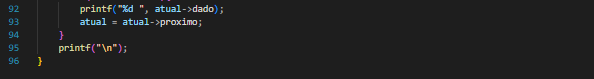 92 printf("%d ", atual->dado);
93 atual = atual->proximo;
94 }
95 printf("\n");
96 }